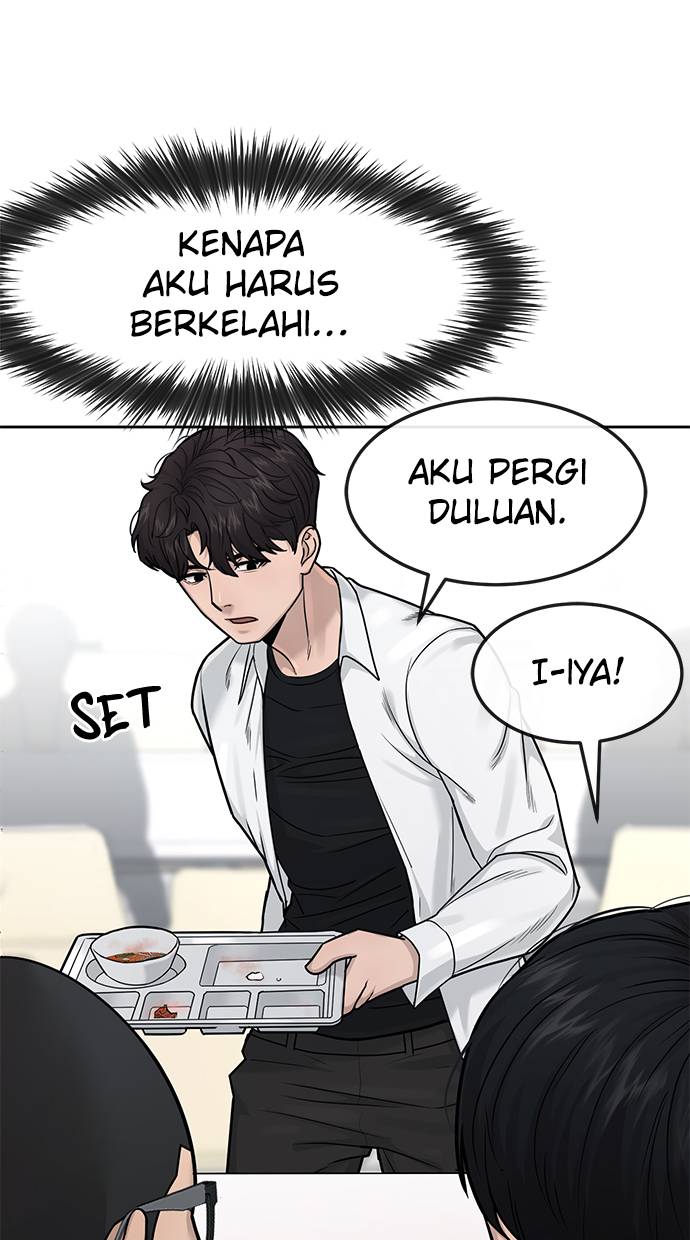 KENAPA
AKU HARUS
BERKELAHI...
AKU PERGI
DULUAN.
I-IYA!
SET